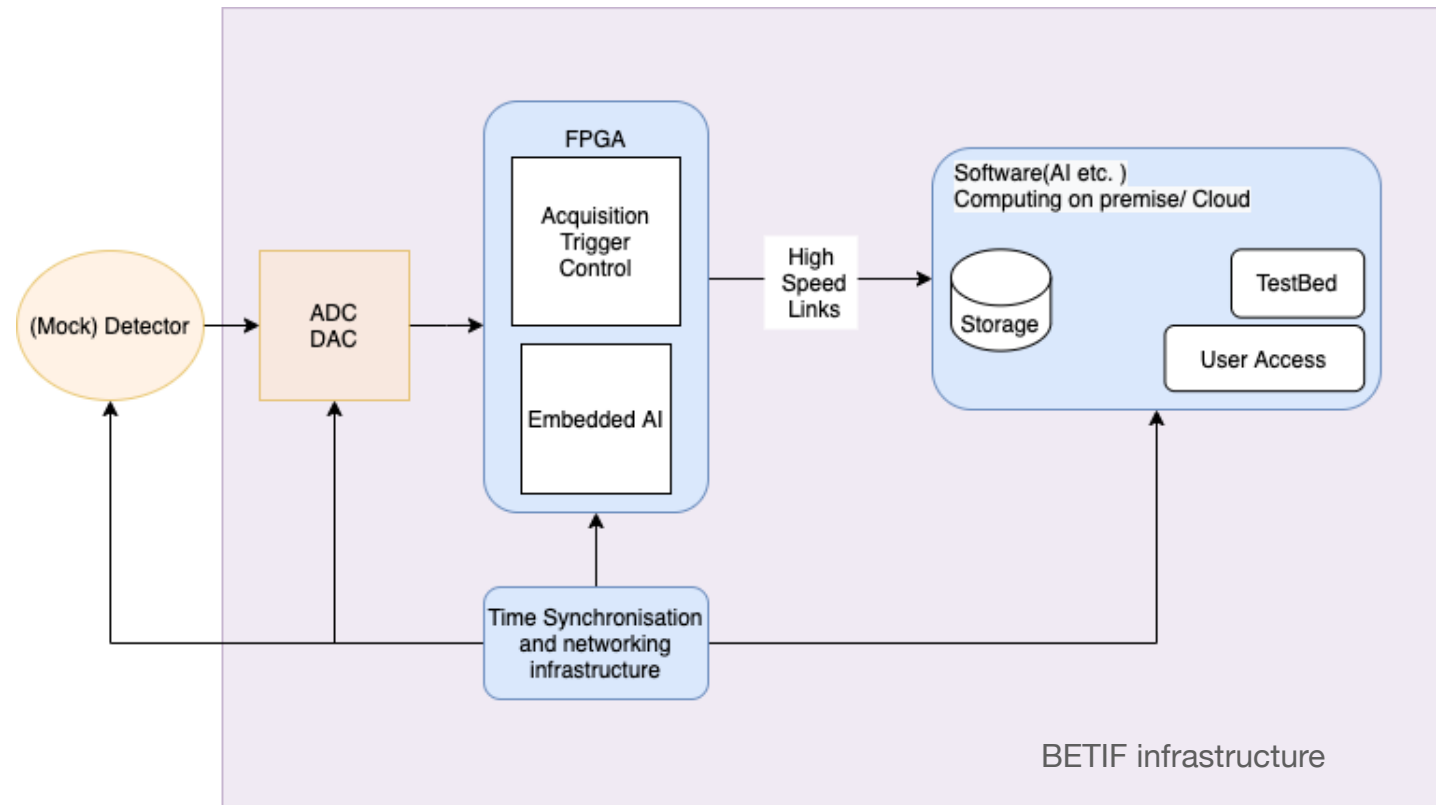 FPGA
Acquisition
Trigger
Control
Embedded AI
(Mock) Detector
ADC
DAC
High
Speed
Links
Software(AI etc. )
Computing on premise/ Cloud
Storage
TestBed
User Access
Time Synchronisation
and networking
infrastructure
BETIF infrastructure